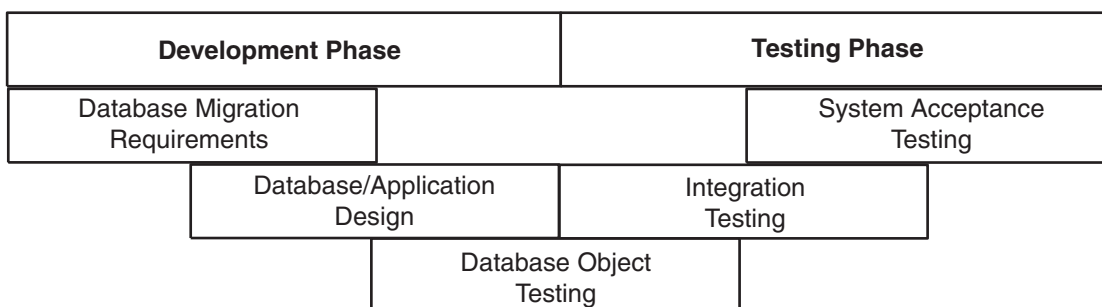 Development Phase
Testing Phase
Database Migration
Requirements
System Acceptance
Testing
Database/Application
Design
Integration
Testing
Database Object
Testing